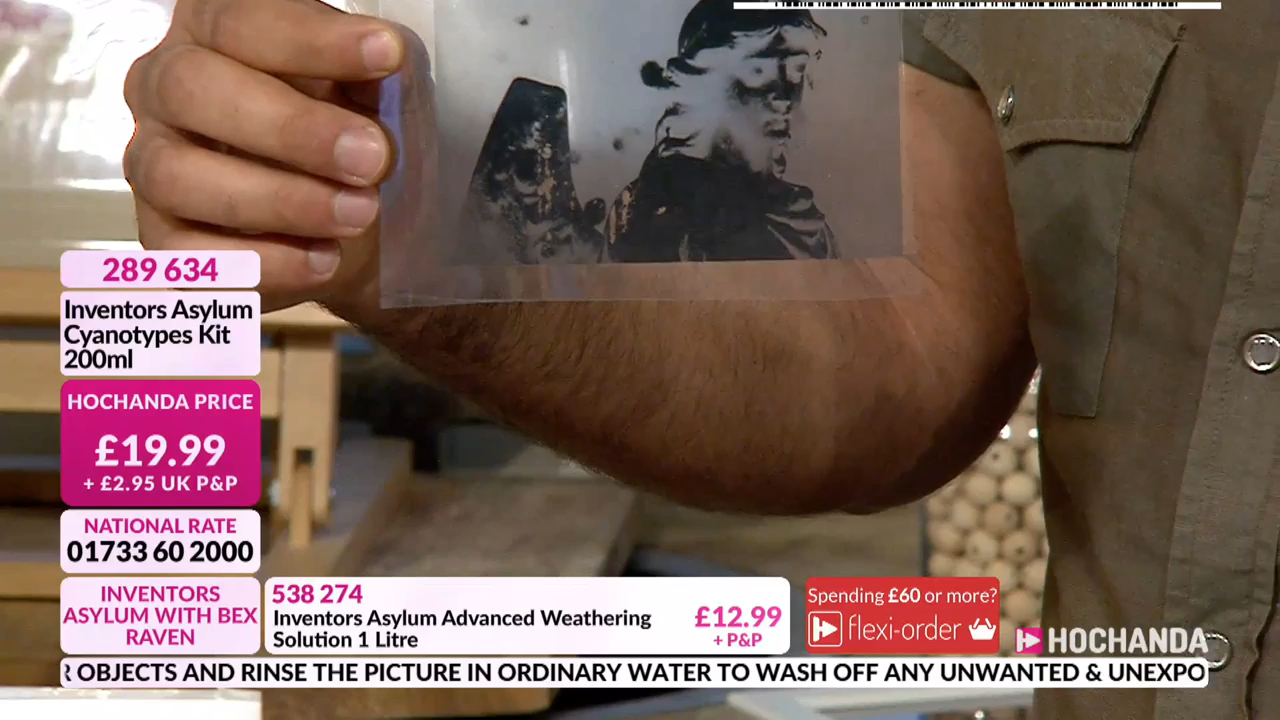 289 634
Inventors Asylum
Cyanotypes Kit
200ml
HOCHANDA PRICE
£19.99
+ £2.95 UK P&P
NATIONAL RATE
01733 60 2000
INVENTORS
ASYLUM WITH BEX
RAVEN
538 274
Inventors Asylum Advanced Weathering
Solution 1 Litre
£12.99
+ P&P
Spending £60 or more?
flexi-order
HOCHANDA
OBJECTS AND RINSE THE PICTURE IN ORDINARY WATER TO WASH OFF ANY UNWANTED & UNEXPO